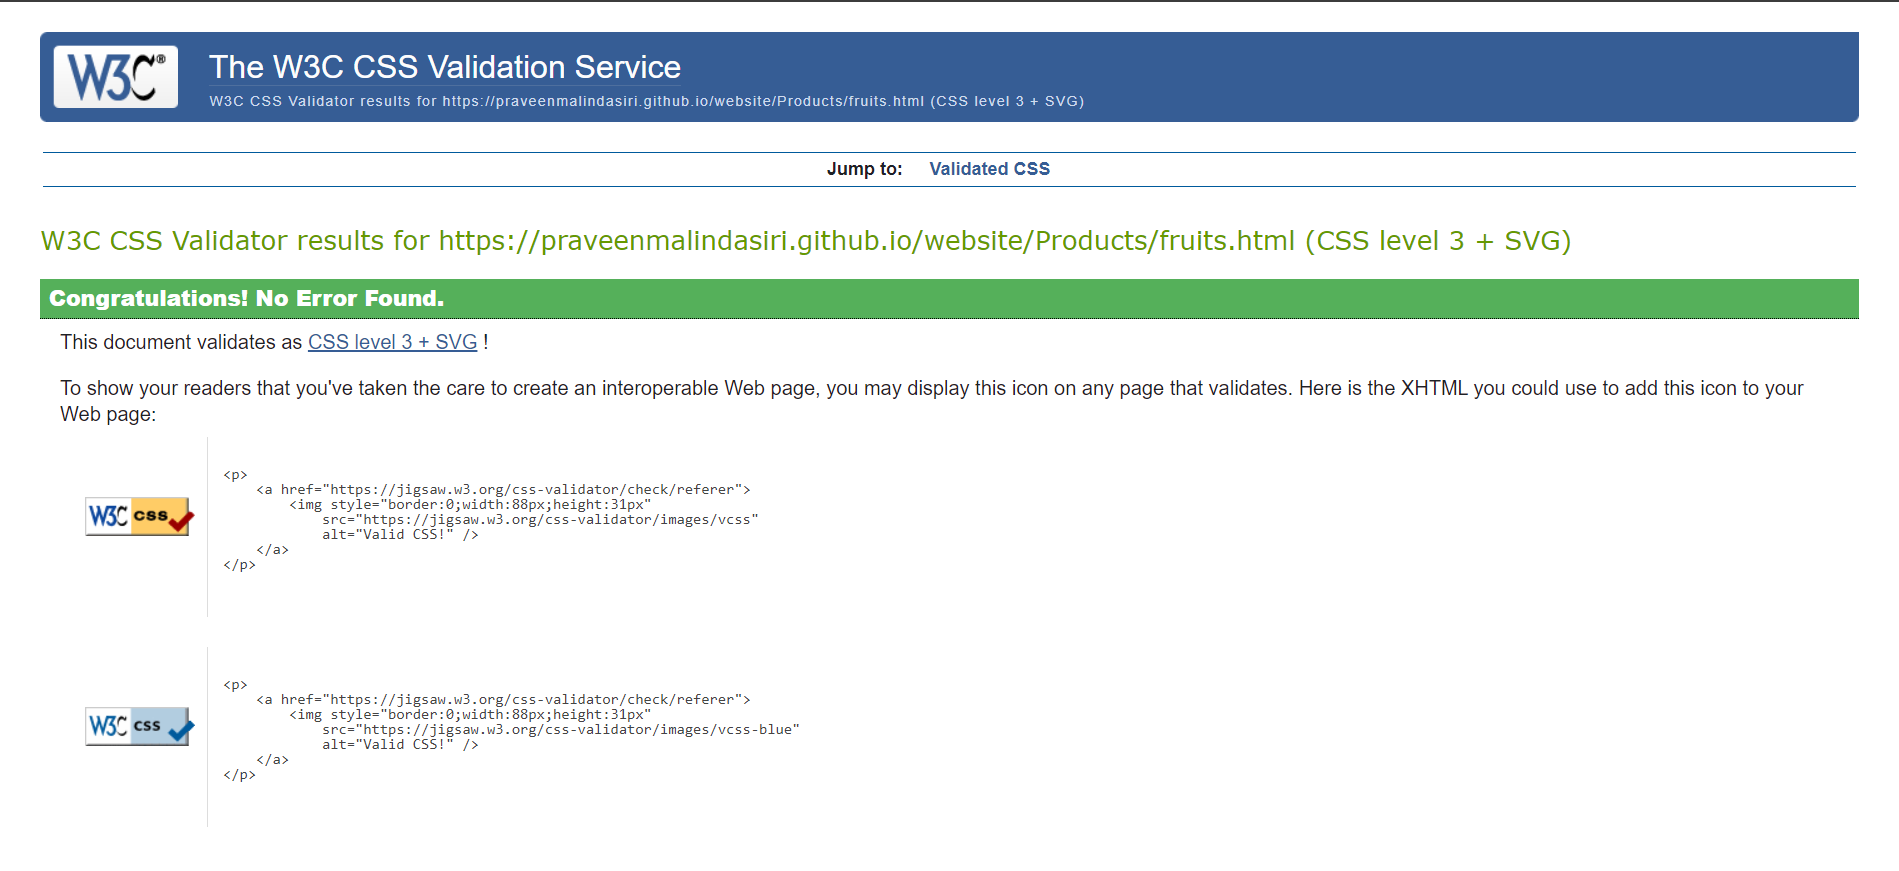 W3C®
The W3C CSS Validation Service
W3C CSS Validator results for https://praveenmalindasiri.github.io/website/Products/fruits.html (CSS level 3 + SVG)
Jump to: Validated CSS
W3C CSS Validator results for https://praveenmalindasiri.github.io/website/Products/fruits.html (CSS level 3 + SVG)
Congratulations! No Error Found.
This document validates as CSS level 3 + SVG !
To show your readers that you've taken the care to create an interoperable Web page, you may display this icon on any page that validates. Here is the XHTML you could use to add this icon to your
Web page:
W3C css
<p>
    <a href="https://jigsaw.w3.org/css-validator/check/referer">
        <img style="border:0;width:88px;height:31px"
            src="https://jigsaw.w3.org/css-validator/images/vcss"
            alt="Valid CSS!" />
    </a>
</p>
W3C css
<p>
    <a href="https://jigsaw.w3.org/css-validator/check/referer">
        <img style="border:0;width:88px;height:31px"
            src="https://jigsaw.w3.org/css-validator/images/vcss-blue"
            alt="Valid CSS!" />
    </a>
</p>